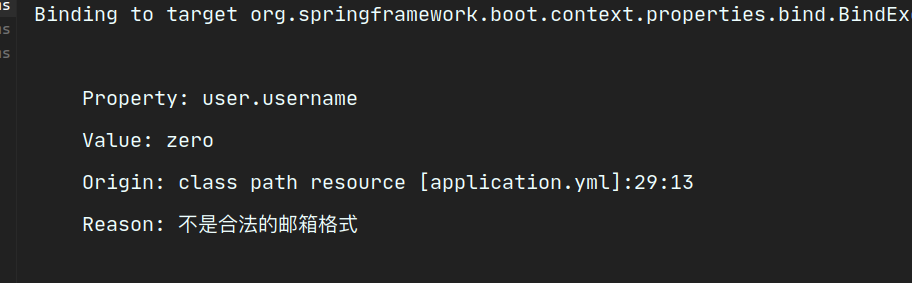 Binding to target org.springframework.boot.context.properties.bind.BindEx
Property: user.username
Value: zero
Origin: class path resource [application.yml]:29:13
Reason: 不是合法的邮箱格式